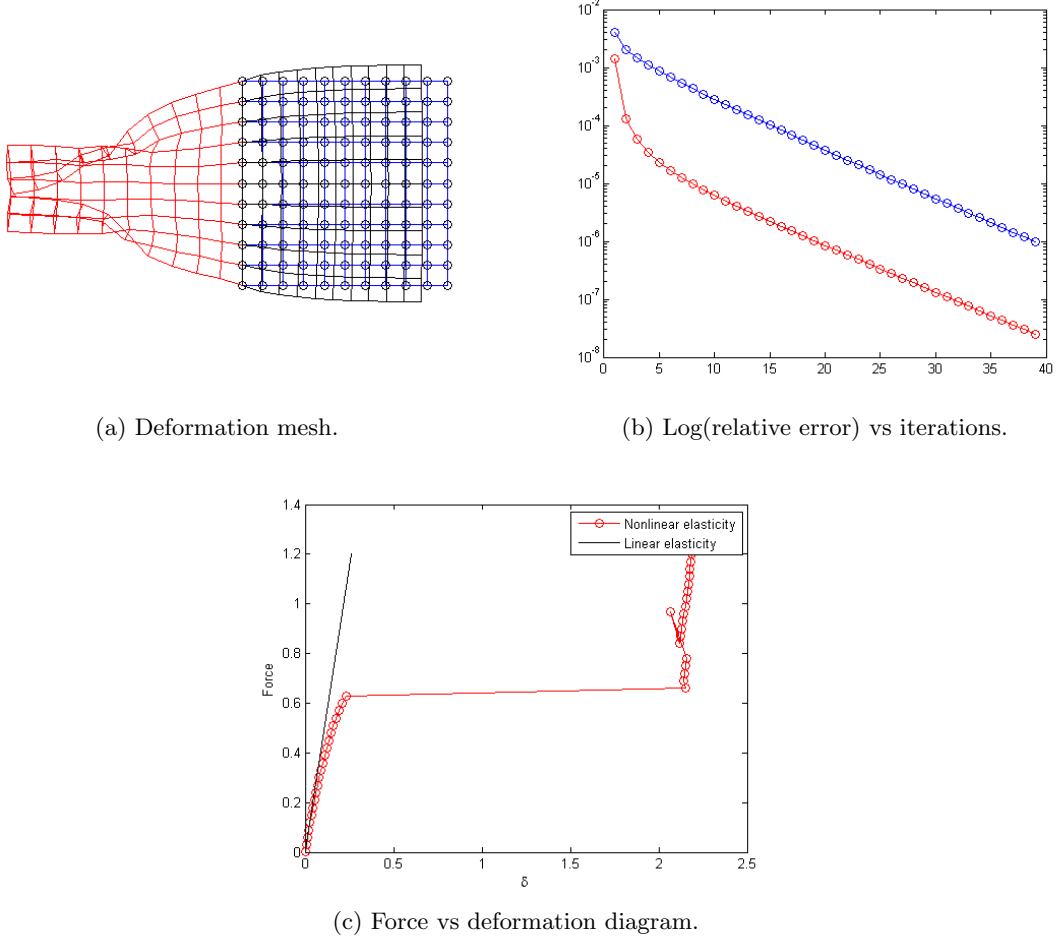 10^-2
10^-3
10^-4
10^-5
10^-6
10^-7
10^-8
0 5 10 15 20 25 30 35 40
(a) Deformation mesh.
(b) Log(relative error) vs iterations.
1.4
1.2
1
0.8
0.6
0.4
0.2
0
Force
Nonlinear elasticity
Linear elasticity
0 0.5 1 1.5 2 2.5
δ
(c) Force vs deformation diagram.